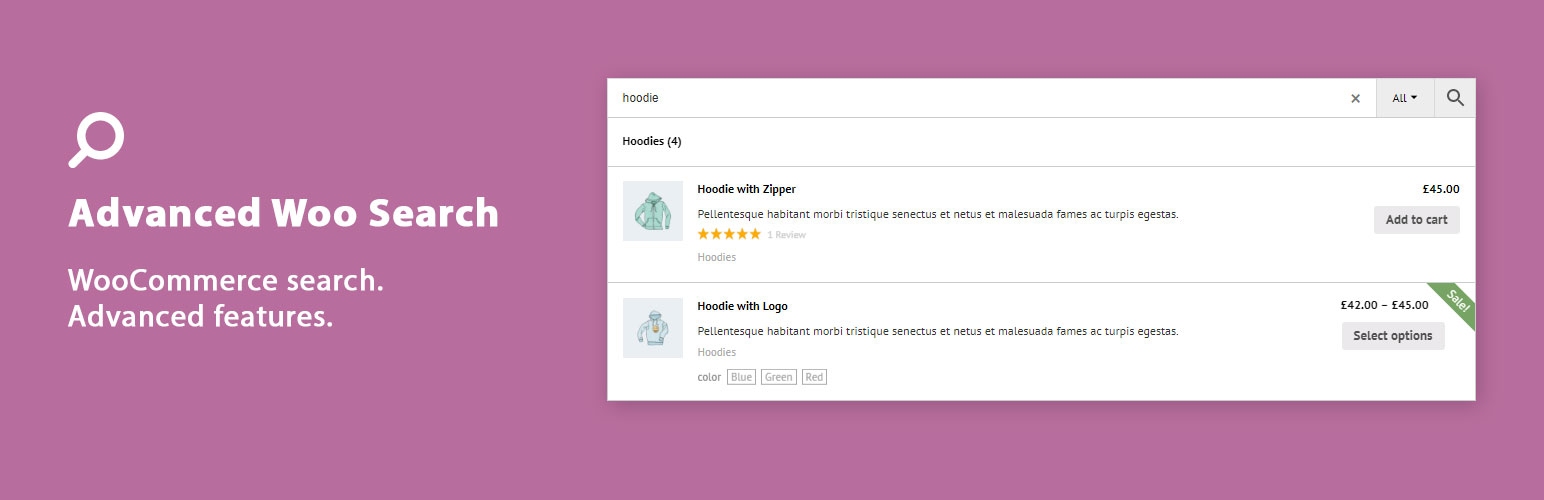 Advanced Woo Search
WooCommerce search.
Advanced features.
hoodie
×
All
Hoodies (4)
Hoodie with Zipper
£45.00
Pellentesque habitant morbi tristique senectus et netus et malesuada fames ac turpis egestas.
Add to cart
1 Review
Hoodies
Hoodie with Logo
£42.00 – £45.00
Sale!
Pellentesque habitant morbi tristique senectus et netus et malesuada fames ac turpis egestas.
Select options
Hoodies
color Blue Green Red